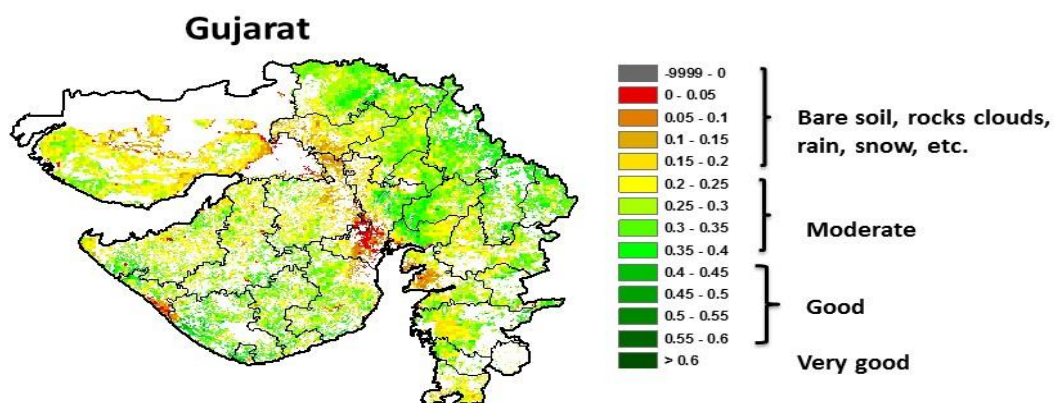 Gujarat
-9999 - 0
0 - 0.05
0.05 - 0.1
0.1 - 0.15
0.15 - 0.2
0.2 - 0.25
0.25 - 0.3
0.3 - 0.35
0.35 - 0.4
0.4 - 0.45
0.45 - 0.5
0.5 - 0.55
0.55 - 0.6
> 0.6
Bare soil, rocks clouds,
rain, snow, etc.
Moderate
Good
Very good